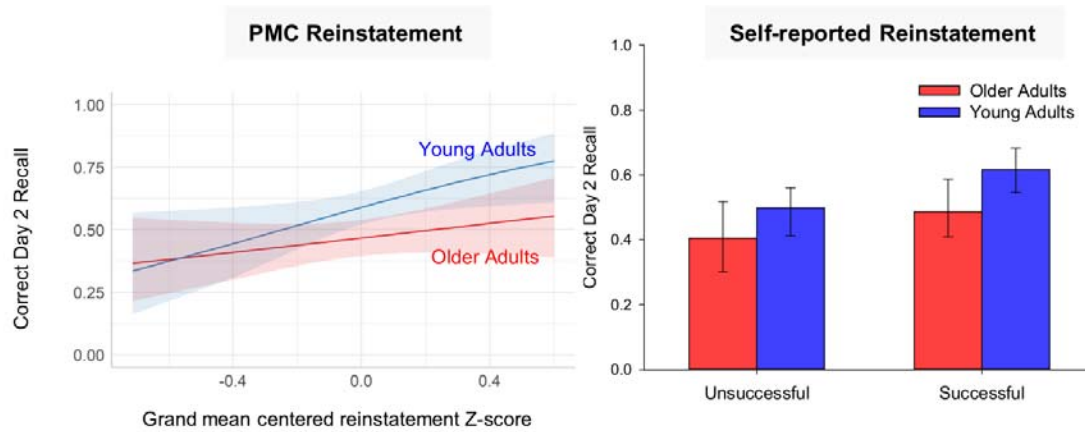 PMC Reinstatement
Correct Day 2 Recall
1.00
0.75
0.50
0.25
0.00
Young Adults
Older Adults
-0.4
0.0
0.4
Grand mean centered reinstatement Z-score
Self-reported Reinstatement
Correct Day 2 Recall
1.0
0.8
0.6
0.4
0.2
0.0
Older Adults
Young Adults
Unsuccessful
Successful